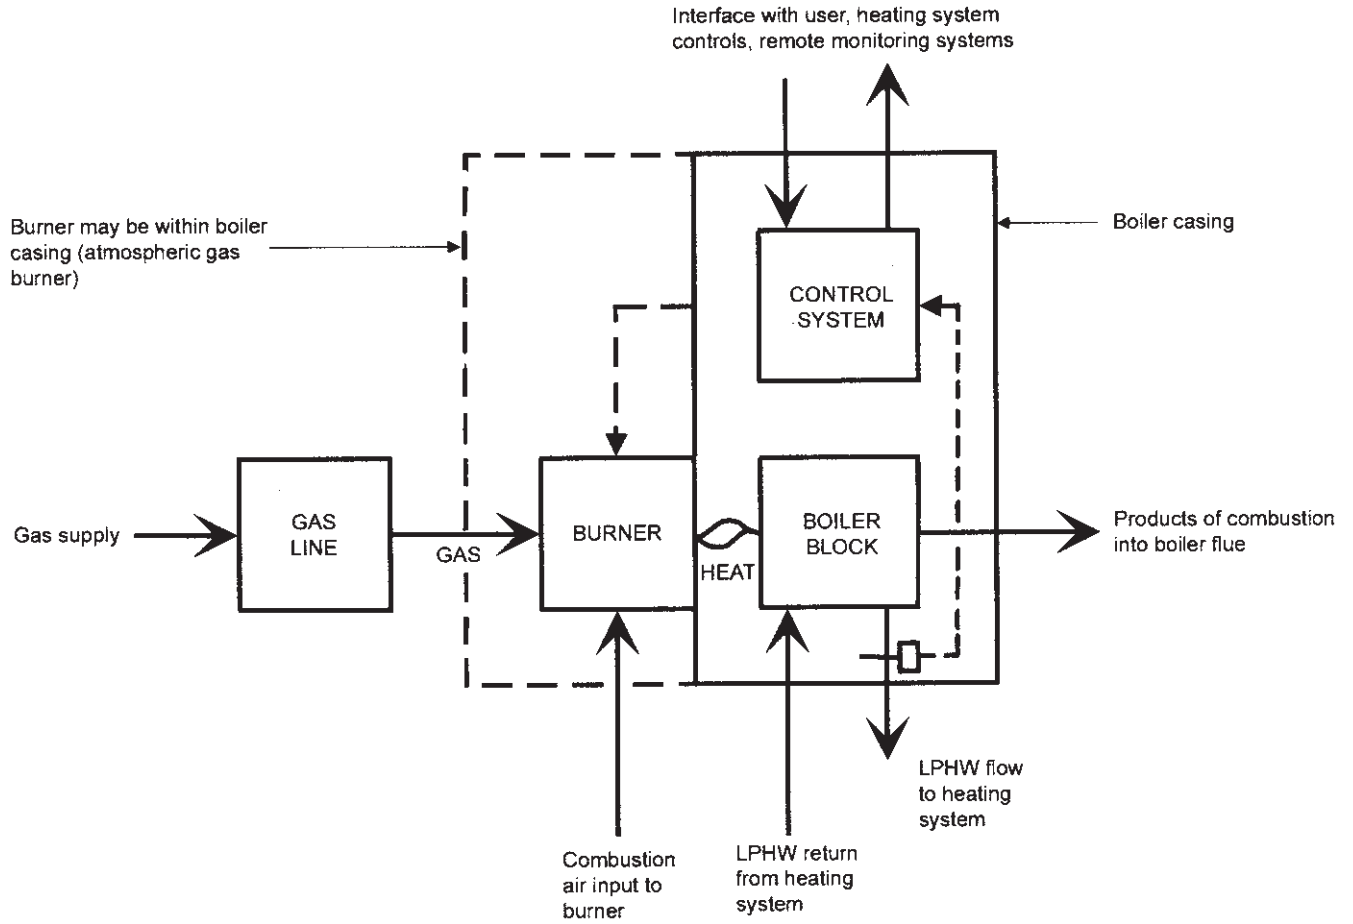 Interface with user, heating system
controls, remote monitoring systems
Burner may be within boiler
casing (atmospheric gas
burner)
Boiler casing
CONTROL
SYSTEM
Gas supply
GAS
LINE
GAS
BURNER
HEAT
BOILER
BLOCK
Products of combustion
into boiler flue
LPHW flow
to heating
system
Combustion
air input to
burner
LPHW return
from heating
system